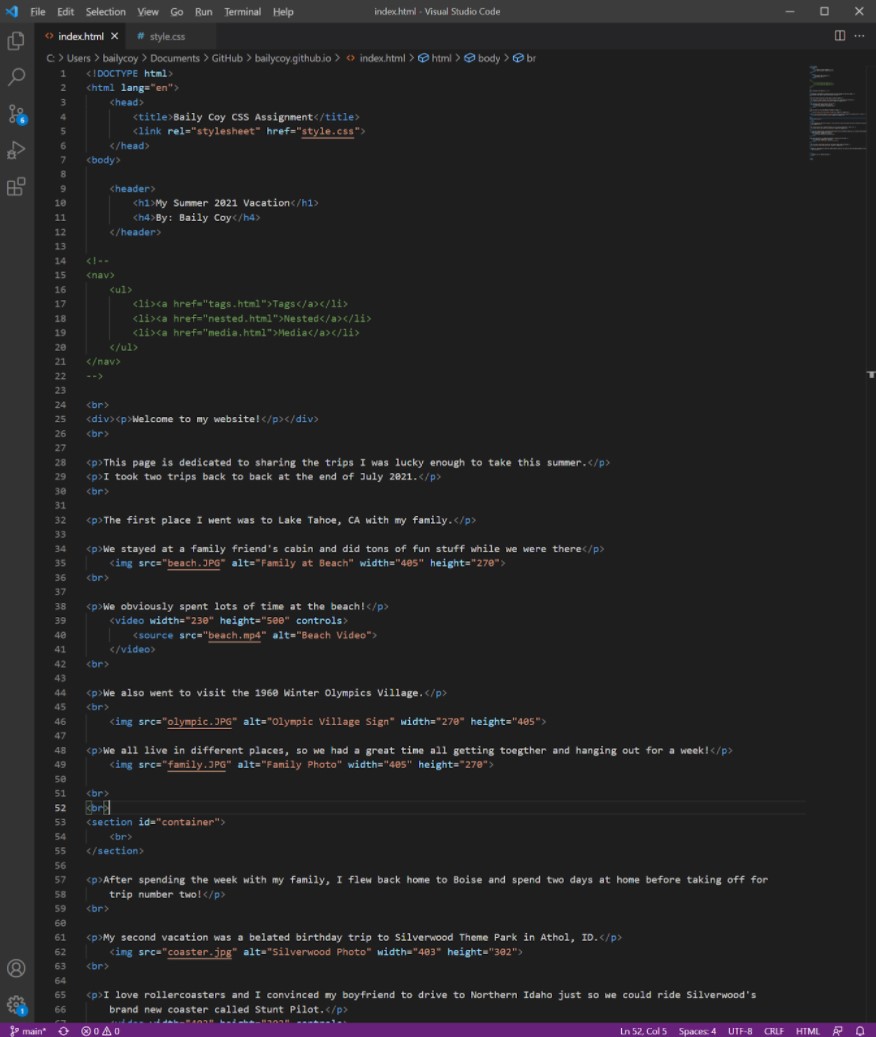 File Edit Selection View Go Run Terminal Help index.html - Visual Studio Code
index.html style.css
C: > Users > bailycoy > Documents > GitHub > bailycoy.github.io > index.html > html > body > br
1 <!DOCTYPE html>
2 <html lang="en">
3 <head>
4 <title>Baily Coy CSS Assignment</title>
5 <link rel="stylesheet" href="style.css">
6 </head>
7 <body>
8
9 <header>
10 <h1>My Summer 2021 Vacation</h1>
11 <h4>By: Baily Coy</h4>
12 </header>
13
14 <!--
15 <nav>
16 <ul>
17 <li><a href="tags.html">Tags</a></li>
18 <li><a href="nested.html">Nested</a></li>
19 <li><a href="media.html">Media</a></li>
20 </ul>
21 </nav>
22 -->
23
24 <br>
25 <div><p>Welcome to my website!</p></div>
26 <br>
27
28 <p>This page is dedicated to sharing the trips I was lucky enough to take this summer.</p>
29 <p>I took two trips back to back at the end of July 2021.</p>
30 <br>
31
32 <p>The first place I went was to Lake Tahoe, CA with my family.</p>
33
34 <p>We stayed at a family friend's cabin and did tons of fun stuff while we were there</p>
35 <img src="beach.JPG" alt="Family at Beach" width="405" height="270">
36 <br>
37
38 <p>We obviously spent lots of time at the beach!</p>
39 <video width="230" height="500" controls>
40 <source src="beach.mp4" alt="Beach Video">
41 </video>
42 <br>
43
44 <p>We also went to visit the 1960 Winter Olympics Village.</p>
45 <br>
46 <img src="olympic.JPG" alt="Olympic Village Sign" width="270" height="405">
47
48 <p>We all live in different places, so we had a great time all getting toegther and hanging out for a week!</p>
49 <img src="family.JPG" alt="Family Photo" width="405" height="270">
50
51 <br>
52 <br>
53 <section id="container">
54 <br>
55 </section>
56
57 <p>After spending the week with my family, I flew back home to Boise and spend two days at home before taking off for
58 trip number two!</p>
59 <br>
60
61 <p>My second vacation was a belated birthday trip to Silverwood Theme Park in Athol, ID.</p>
62 <img src="coaster.jpg" alt="Silverwood Photo" width="403" height="302">
63 <br>
64
65 <p>I love rollercoasters and I convinced my boyfriend to drive to Northern Idaho just so we could ride Silverwood's
66 brand new coaster called Stunt Pilot.</p>
main* 0 0 Ln 52, Col 5 Spaces: 4 UTF-8 CRLF HTML